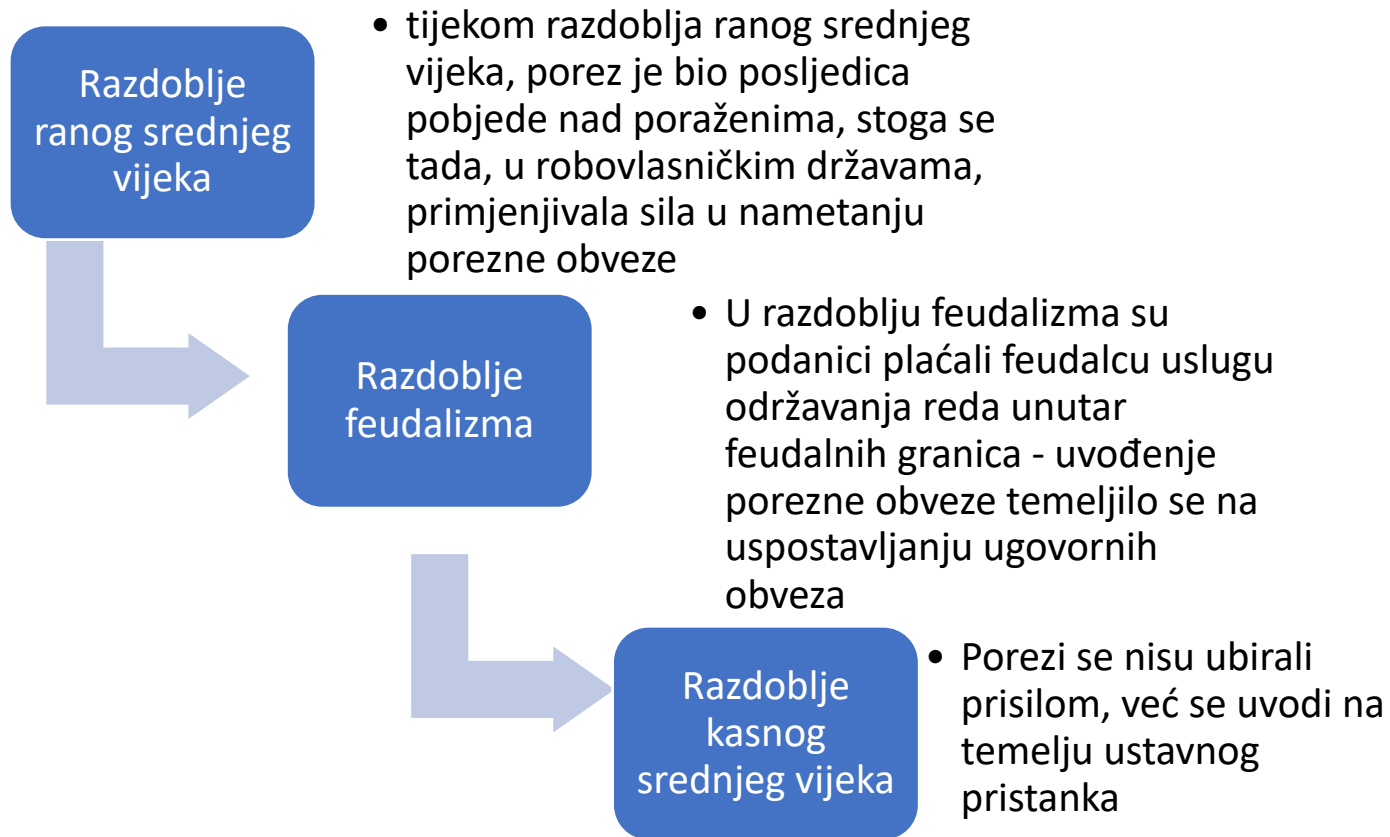 Razdoblje
ranog srednjeg
vijeka
• tijekom razdoblja ranog srednjeg
vijeka, porez je bio posljedica
pobjede nad poraženima, stoga se
tada, u robovlasničkim državama,
primjenjivala sila u nametanju
porezne obveze
Razdoblje
feudalizma
• U razdoblju feudalizma su
podanici plaćali feudalcu uslugu
održavanja reda unutar
feudalnih granica - uvođenje
porezne obveze temeljilo se na
uspostavljanju ugovornih
obveza
Razdoblje
kasnog
srednjeg vijeka
• Porezi se nisu ubirali
prisilom, već se uvodi na
temelju ustavnog
pristanka